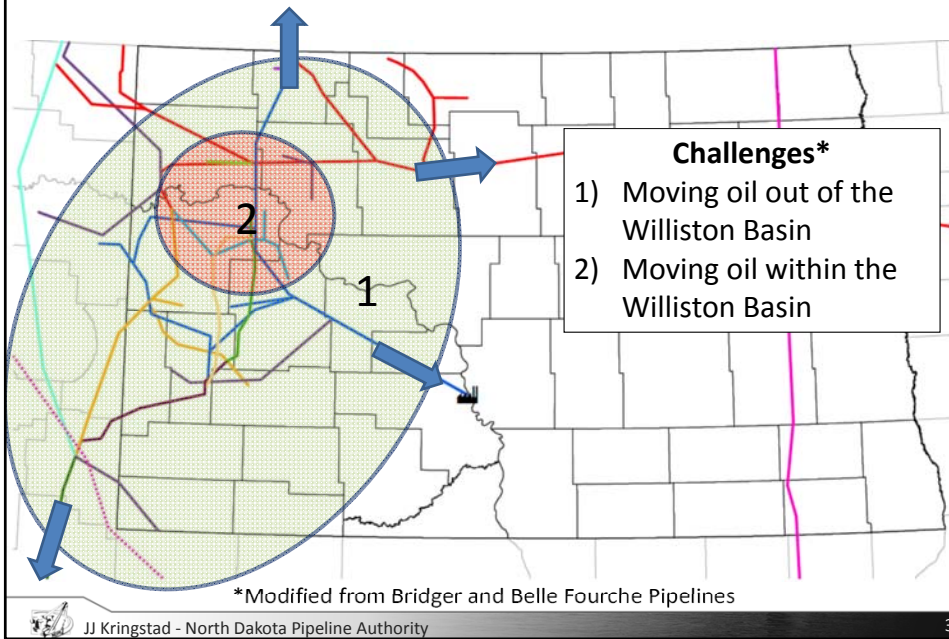 2
1
Challenges*
1) Moving oil out of the
Williston Basin
2) Moving oil within the
Williston Basin
*Modified from Bridger and Belle Fourche Pipelines
JJ Kringstad - North Dakota Pipeline Authority